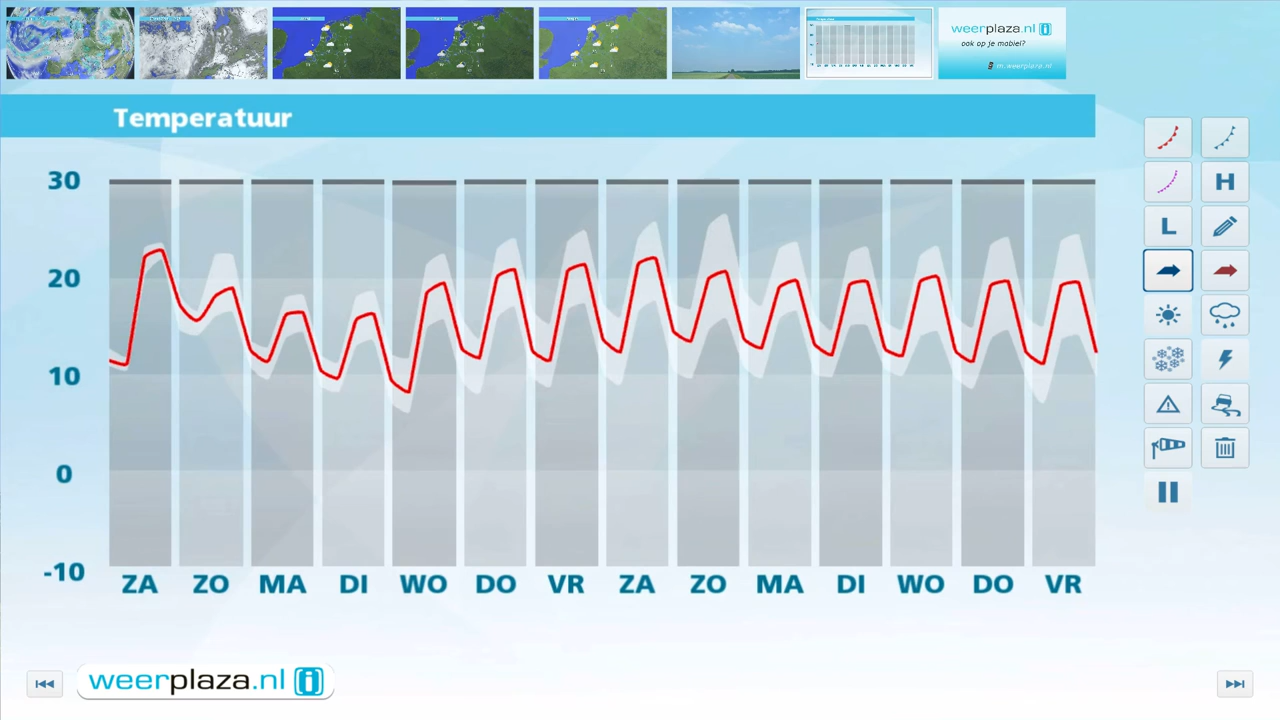 weerplaza.nl
ook op je mobiel?
m.weerplaza.nl
Temperatuur
30
20
10
0
-10
ZA ZO MA DI WO DO VR ZA ZO MA DI WO DO VR
H
L
weerplaza.nl